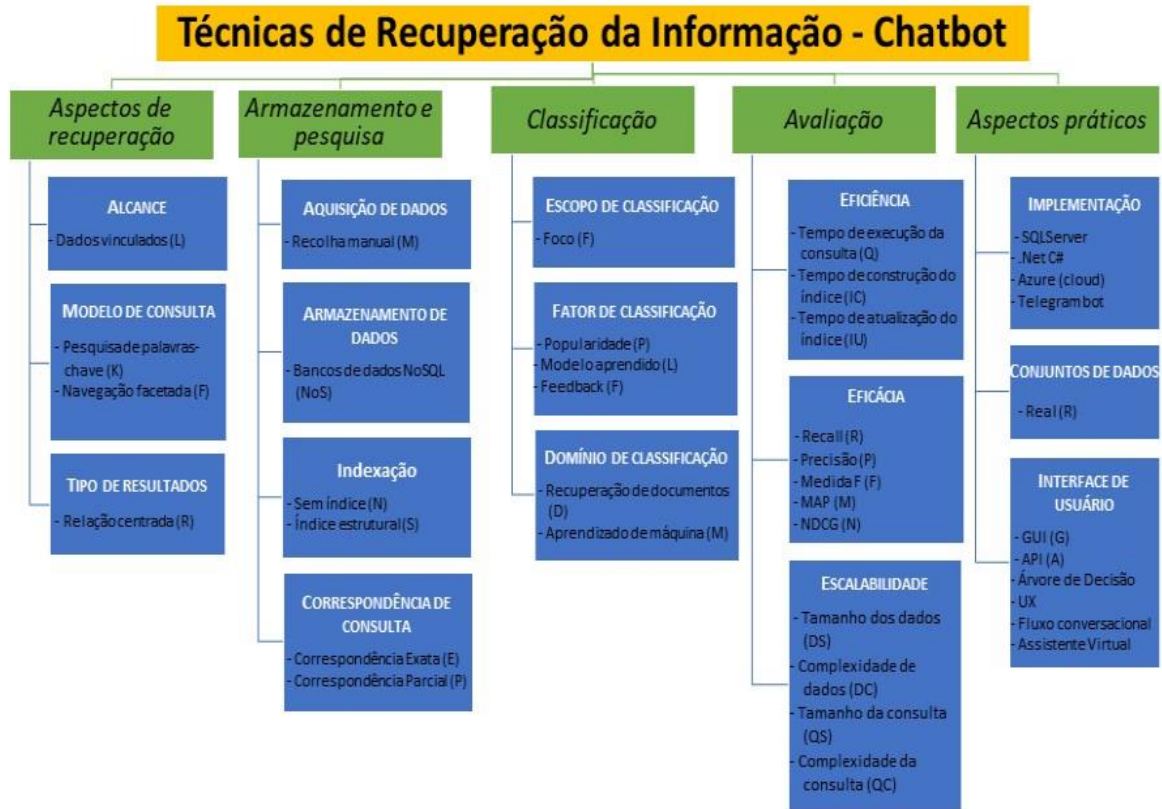 Técnicas de Recuperação da Informação - Chatbot
Aspectos de
recuperação
ALCANCE
- Dados vinculados (L)
MODELO DE CONSULTA
- Pesquisa de palavras-
chave (K)
- Navegação facetada (F)
TIPO DE RESULTADOS
- Relação centrada (R)
Armazenamento e
pesquisa
AQUISIÇÃO DE DADOS
- Recolha manual (M)
ARMAZENAMENTO DE
DADOS
- Bancos de dados NoSQL
(NoS)
Indexação
- Sem índice (N)
- Índice estrutural (S)
CORRESPONDÊNCIA DE
CONSULTA
- Correspondência Exata (E)
- Correspondência Parcial (P)
Classificação
ESCOPO DE CLASSIFICAÇÃO
- Foco (F)
FATOR DE CLASSIFICAÇÃO
- Popularidade (P)
- Modelo aprendido (L)
- Feedback (F)
DOMÍNIO DE CLASSIFICAÇÃO
- Recuperação de documentos
(D)
- Aprendizado de máquina (M)
Avaliação
EFICIÊNCIA
- Tempo de execução da
consulta (Q)
- Tempo de construção do
índice (IC)
- Tempo de atualização do
índice (IU)
EFICÁCIA
- Recall (R)
- Precisão (P)
- Medida F (F)
- MAP (M)
- NDCG (N)
ESCALABILIDADE
- Tamanho dos dados
(DS)
- Complexidade de
dados (DC)
- Tamanho da consulta
(QS)
- Complexidade da
consulta (QC)
Aspectos práticos
IMPLEMENTAÇÃO
- SQLServer
- .Net C#
- Azure (cloud)
- Telegram bot
CONJUNTOS DE DADOS
- Real (R)
INTERFACE DE
USUÁRIO
- GUI (G)
- API (A)
- Árvore de Decisão
- UX
- Fluxo conversacional
- Assistente Virtual